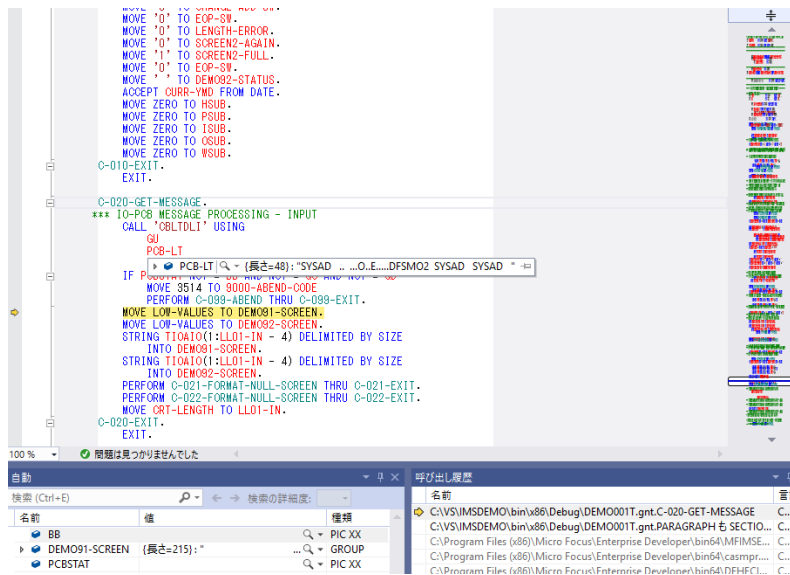 MOVE '0' TO EOP-SW.
MOVE '0' TO LENGTH-ERROR.
MOVE '0' TO SCREEN2-AGAIN.
MOVE '1' TO SCREEN2-FULL.
MOVE '0' TO EOP-SW.
MOVE ' ' TO DEMO92-STATUS.
ACCEPT CURR-YMD FROM DATE.
MOVE ZERO TO HSUB.
MOVE ZERO TO PSUB.
MOVE ZERO TO ISUB.
MOVE ZERO TO OSUB.
MOVE ZERO TO WSUB.
C-010-EXIT.
EXIT.
C-020-GET-MESSAGE.
*** IO-PCB MESSAGE PROCESSING - INPUT
CALL 'CBLTDLI' USING
GU
PCB-LT
PCB-LT {長さ=48}:"SYSAD .. ...O..E.....DFSMO2 SYSAD SYSAD "
MOVE 3514 TO 9000-ABEND-CODE
PERFORM C-099-ABEND THRU C-099-EXIT.
MOVE LOW-VALUES TO DEMO91-SCREEN.
MOVE LOW-VALUES TO DEMO92-SCREEN.
STRING TIOAIO(1:LLO1-IN - 4) DELIMITED BY SIZE
INTO DEMO91-SCREEN.
STRING TIOAIO(1:LLO1-IN - 4) DELIMITED BY SIZE
INTO DEMO92-SCREEN.
PERFORM C-021-FORMAT-NULL-SCREEN THRU C-021-EXIT.
PERFORM C-022-FORMAT-NULL-SCREEN THRU C-022-EXIT.
MOVE CRT-LENGTH TO LLO1-IN.
C-020-EXIT.
EXIT.
100 % 問題は見つかりませんでした
自動
検索 (Ctrl+E) 検索の詳細度:
名前 値 種類
BB PIC XX
DEMO91-SCREEN {長さ=215}:" ... GROUP
PCBSTAT PIC XX
呼び出し履歴
名前 言
C:\VS\IMSDEMO\bin\x86\Debug\DEMO001T.gnt.C-020-GET-MESSAGE C...
C:\VS\IMSDEMO\bin\x86\Debug\DEMO001T.gnt.PARAGRAPH も SECTIO... C...
C:\Program Files (x86)\Micro Focus\Enterprise Developer\bin64\MFIMSE... C...
C:\Program Files (x86)\Micro Focus\Enterprise Developer\bin64\casmpr.... C...